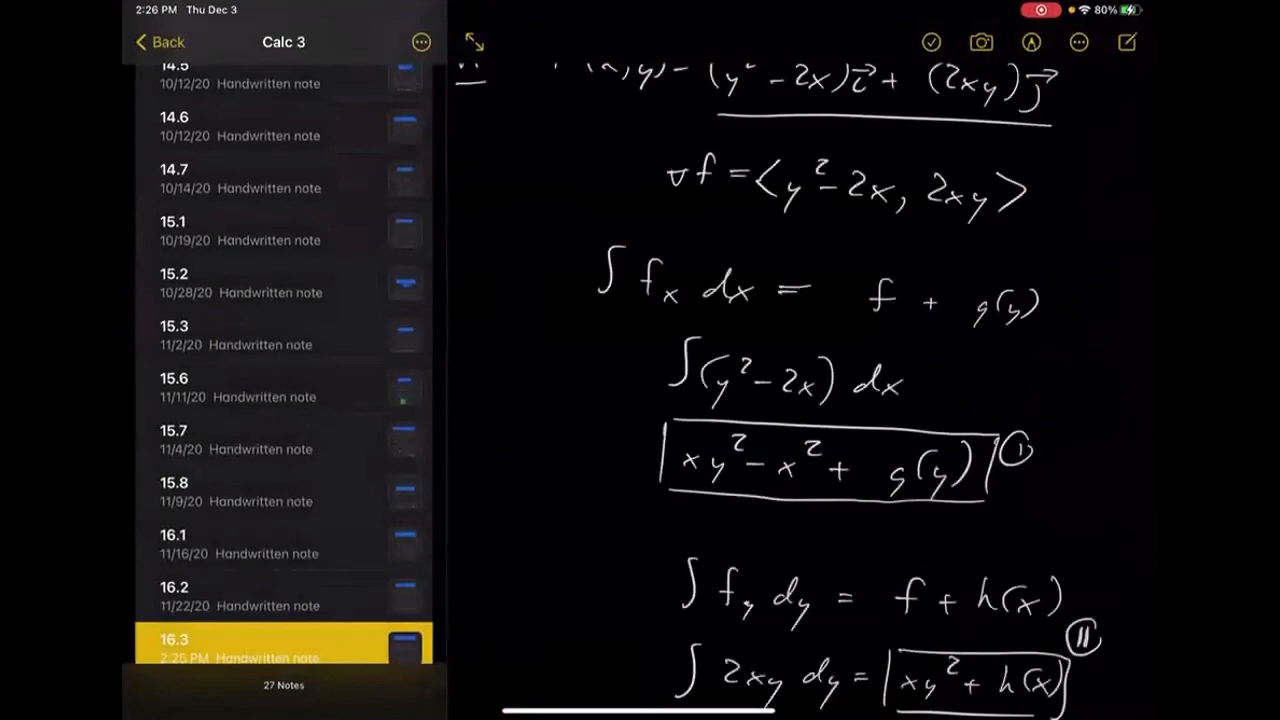 2:26 PM Thu Dec 3
80%
Back
Calc 3
14.5
10/12/20 Handwritten note
14.6
10/12/20 Handwritten note
14.7
10/14/20 Handwritten note
15.1
10/19/20 Handwritten note
15.2
10/28/20 Handwritten note
15.3
11/2/20 Handwritten note
15.6
11/11/20 Handwritten note
15.7
11/4/20 Handwritten note
15.8
11/9/20 Handwritten note
16.1
11/16/20 Handwritten note
16.2
11/22/20 Handwritten note
16.3
2:26 PM Handwritten note
27 Notes
(x,y) = (y² - 2x)i⃗ + (2xy)j⃗
∇f = <y² - 2x, 2xy>
∫ fₓ dx = f + g(y)
∫(y² - 2x) dx
xy² - x² + g(y) Ⅰ
∫ f_y dy = f + h(x)
∫ 2xy dy = xy² + h(x) Ⅱ